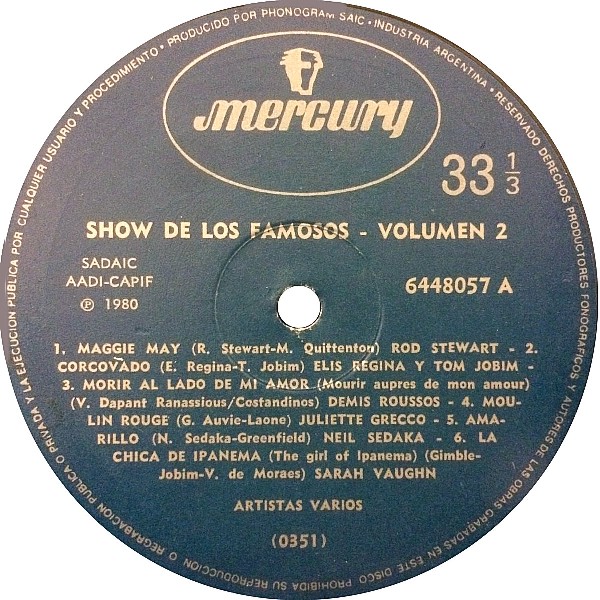 PRODUCIDO POR PHONOGRAM SAIC • INDUSTRIA ARGENTINA • RESERVADO DERECHOS PRODUCTORES FONOGRAFICOS Y AUTORES DE LAS OBRAS GRABADAS EN ESTE DISCO PROHIBIDA SU REPRODUCCION O REGRABACION PUBLICA O PRIVADA Y LA EJECUCION PUBLICA POR CUALQUIER USUARIO Y PROCEDIMIENTO •
mercury
33 1/3
SHOW DE LOS FAMOSOS - VOLUMEN 2
SADAIC
AADI-CAPIF
℗ 1980
6448057 A
1. MAGGIE MAY (R. Stewart-M. Quittenton) ROD STEWART - 2.
CORCOVADO (E. Regina-T. Jobim) ELIS REGINA Y TOM JOBIM -
3. MORIR AL LADO DE MI AMOR (Mourir aupres de mon amour)
(V. Dapant Ranassious/Costandinos) DEMIS ROUSSOS - 4. MOU-
LIN ROUGE (G. Auvie-Laone) JULIETTE GRECCO - 5. AMA-
RILLO (N. Sedaka-Greenfield) NEIL SEDAKA - 6. LA
CHICA DE IPANEMA (The girl of Ipanema) (Gimble-
Jobim-V. de Moraes) SARAH VAUGHN
ARTISTAS VARIOS
(0351)